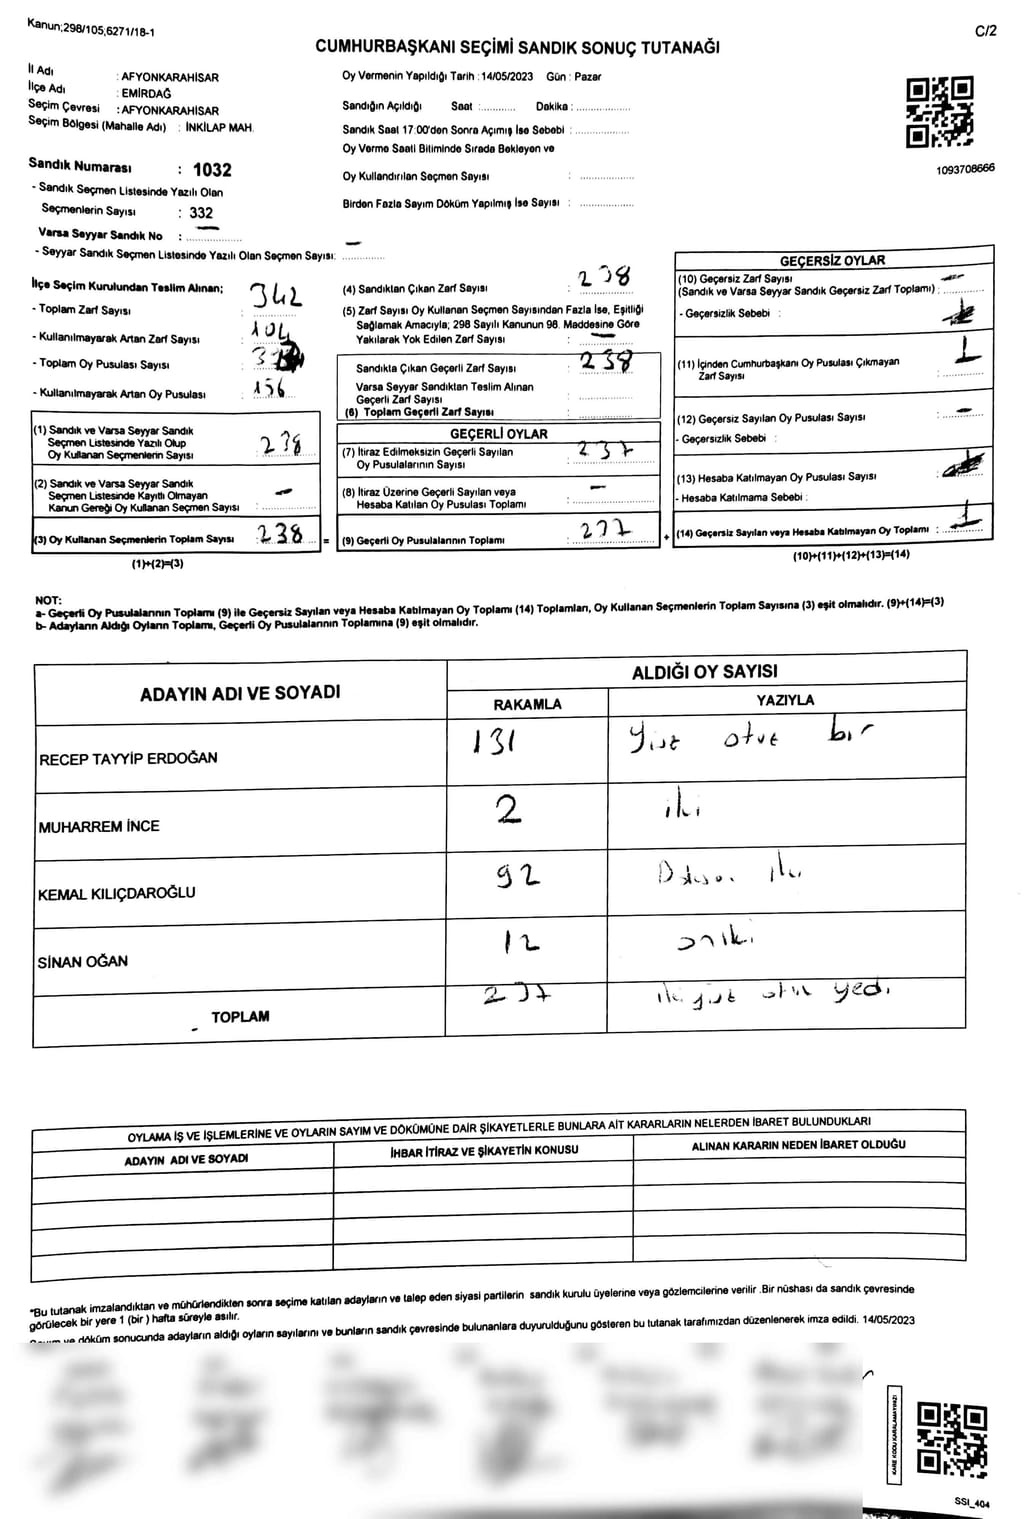 Kanun;298/105;6271/18-1
C/2
CUMHURBAŞKANI SEÇİMİ SANDIK SONUÇ TUTANAĞI
İl Adı : AFYONKARAHİSAR
İlçe Adı : EMİRDAĞ
Seçim Çevresi : AFYONKARAHİSAR
Seçim Bölgesi (Mahalle Adı) : İNKİLAP MAH.
Sandık Numarası : 1032
- Sandık Seçmen Listesinde Yazılı Olan
Seçmenlerin Sayısı : 332
Varsa Seyyar Sandık No : —
- Seyyar Sandık Seçmen Listesinde Yazılı Olan Seçmen Sayısı: —
Oy Vermenin Yapıldığı Tarih : 14/05/2023 Gün : Pazar
Sandığın Açıldığı Saat :............ Dakika :..................
Sandık Saat 17:00'den Sonra Açımış İse Sebebi :..................
Oy Verme Saati Bitiminde Sırada Bekleyen ve
Oy Kullandırılan Seçmen Sayısı : ..................
Birden Fazla Sayım Döküm Yapılmış İse Sayısı : ..................
1093708666
İlçe Seçim Kurulundan Teslim Alınan;
- Toplam Zarf Sayısı : 342
- Kullanılmayarak Artan Zarf Sayısı : 104
- Toplam Oy Pusulası Sayısı :
- Kullanılmayarak Artan Oy Pusulası : 156
(1) Sandık ve Varsa Seyyar Sandık
Seçmen Listesinde Yazılı Olup
Oy Kullanan Seçmenlerin Sayısı : 238
(2) Sandık ve Varsa Seyyar Sandık
Seçmen Listesinde Kayıtlı Olmayan
Kanun Gereği Oy Kullanan Seçmen Sayısı : —
(3) Oy Kullanan Seçmenlerin Toplam Sayısı : 238 =
(1)+(2)=(3)
(4) Sandıktan Çıkan Zarf Sayısı : 238
(5) Zarf Sayısı Oy Kullanan Seçmen Sayısından Fazla İse, Eşitliği
Sağlamak Amacıyla; 298 Sayılı Kanunun 98. Maddesine Göre
Yakılarak Yok Edilen Zarf Sayısı : —
Sandıkta Çıkan Geçerli Zarf Sayısı : 238
Varsa Seyyar Sandıktan Teslim Alınan
Geçerli Zarf Sayısı :
(6) Toplam Geçerli Zarf Sayısı :
GEÇERLİ OYLAR
(7) İtiraz Edilmeksizin Geçerli Sayılan
Oy Pusulalarının Sayısı : 237
(8) İtiraz Üzerine Geçerli Sayılan veya
Hesaba Katılan Oy Pusulası Toplamı : —
(9) Geçerli Oy Pusulalarının Toplamı : 237 +
GEÇERSİZ OYLAR
(10) Geçersiz Zarf Sayısı
(Sandık ve Varsa Seyyar Sandık Geçersiz Zarf Toplamı) : —
- Geçersizlik Sebebi :
(11) İçinden Cumhurbaşkanı Oy Pusulası Çıkmayan
Zarf Sayısı : 1
(12) Geçersiz Sayılan Oy Pusulası Sayısı : —
- Geçersizlik Sebebi :
(13) Hesaba Katılmayan Oy Pusulası Sayısı :
- Hesaba Katılmama Sebebi :
(14) Geçersiz Sayılan veya Hesaba Katılmayan Oy Toplamı : 1
(10)+(11)+(12)+(13)=(14)
NOT:
a- Geçerli Oy Pusulalarının Toplamı (9) ile Geçersiz Sayılan veya Hesaba Katılmayan Oy Toplamı (14) Toplamları, Oy Kullanan Seçmenlerin Toplam Sayısına (3) eşit olmalıdır. (9)+(14)=(3)
b- Adayların Aldığı Oyların Toplamı, Geçerli Oy Pusulalarının Toplamına (9) eşit olmalıdır.
ADAYIN ADI VE SOYADI
ALDIĞI OY SAYISI
RAKAMLA YAZIYLA
RECEP TAYYİP ERDOĞAN 131 Yüz otuz bir
MUHARREM İNCE 2 iki
KEMAL KILIÇDAROĞLU 92 Doksan iki
SİNAN OĞAN 12 oniki
TOPLAM 237 iki yüz otuz yedi
OYLAMA İŞ VE İŞLEMLERİNE VE OYLARIN SAYIM VE DÖKÜMÜNE DAİR ŞİKAYETLERLE BUNLARA AİT KARARLARIN NELERDEN İBARET BULUNDUKLARI
ADAYIN ADI VE SOYADI İHBAR İTİRAZ VE ŞİKAYETİN KONUSU ALINAN KARARIN NEDEN İBARET OLDUĞU
*Bu tutanak imzalandıktan ve mühürlendikten sonra seçime katılan adayların ve talep eden siyasi partilerin sandık kurulu üyelerine veya gözlemcilerine verilir .Bir nüshası da sandık çevresinde
görülecek bir yere 1 (bir ) hafta süreyle asılır.
ve döküm sonucunda adayların aldığı oyların sayılarını ve bunların sandık çevresinde bulunanlara duyurulduğunu gösteren bu tutanak tarafımızdan düzenlenerek imza edildi. 14/05/2023
KARE KODU KARALAMAYINIZ!
SSI_404